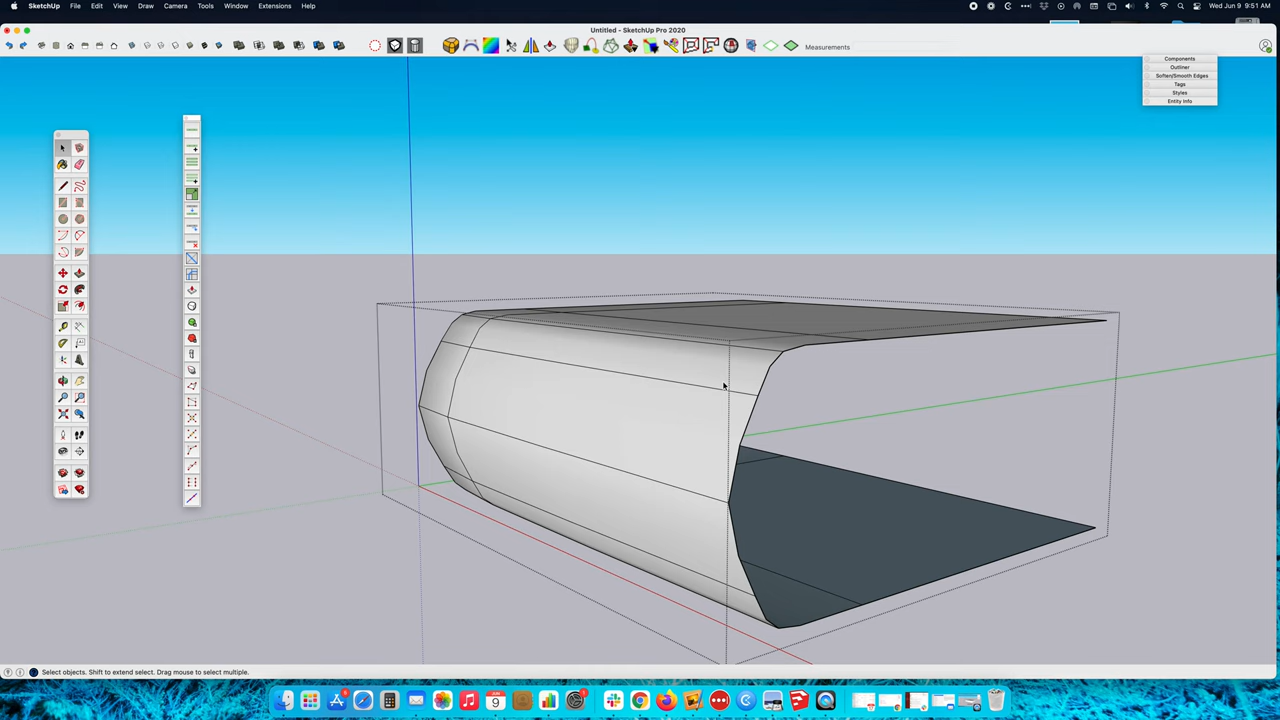 SketchUp File Edit View Draw Camera Tools Window Extensions Help
Wed Jun 9 9:51 AM
Untitled - SketchUp Pro 2020
Measurements
Components
Outliner
Soften/Smooth Edges
Tags
Styles
Entity Info
Select objects. Shift to extend select. Drag mouse to select multiple.